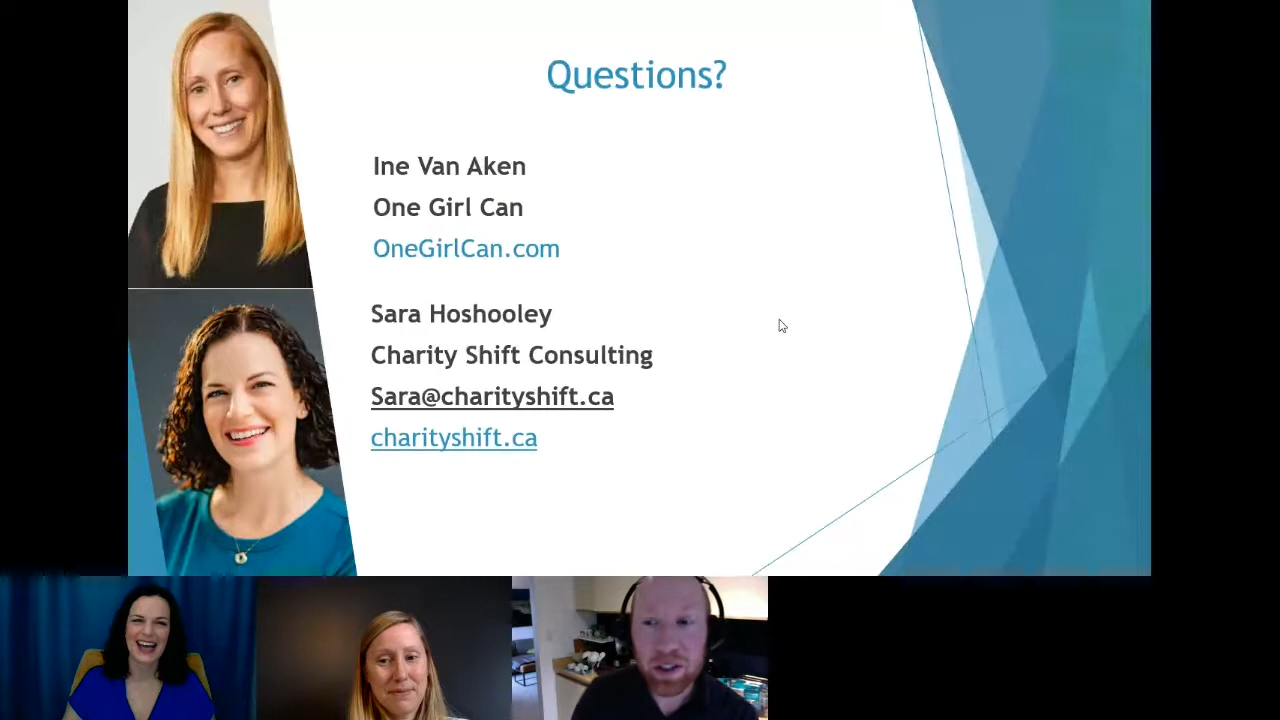 Questions?
Ine Van Aken
One Girl Can
OneGirlCan.com
Sara Hoshooley
Charity Shift Consulting
Sara@charityshift.ca
charityshift.ca